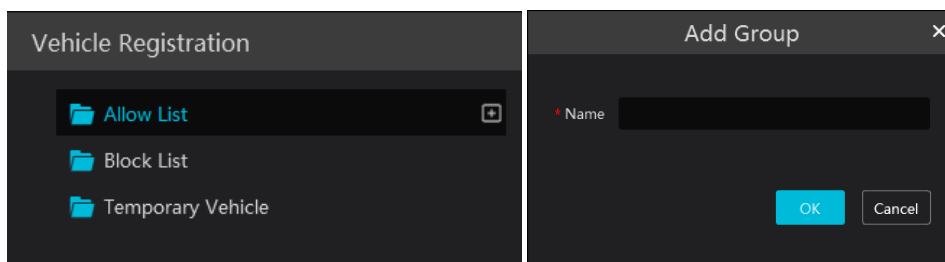 Vehicle Registration
Allow List
Block List
Temporary Vehicle
Add Group
* Name
OK
Cancel